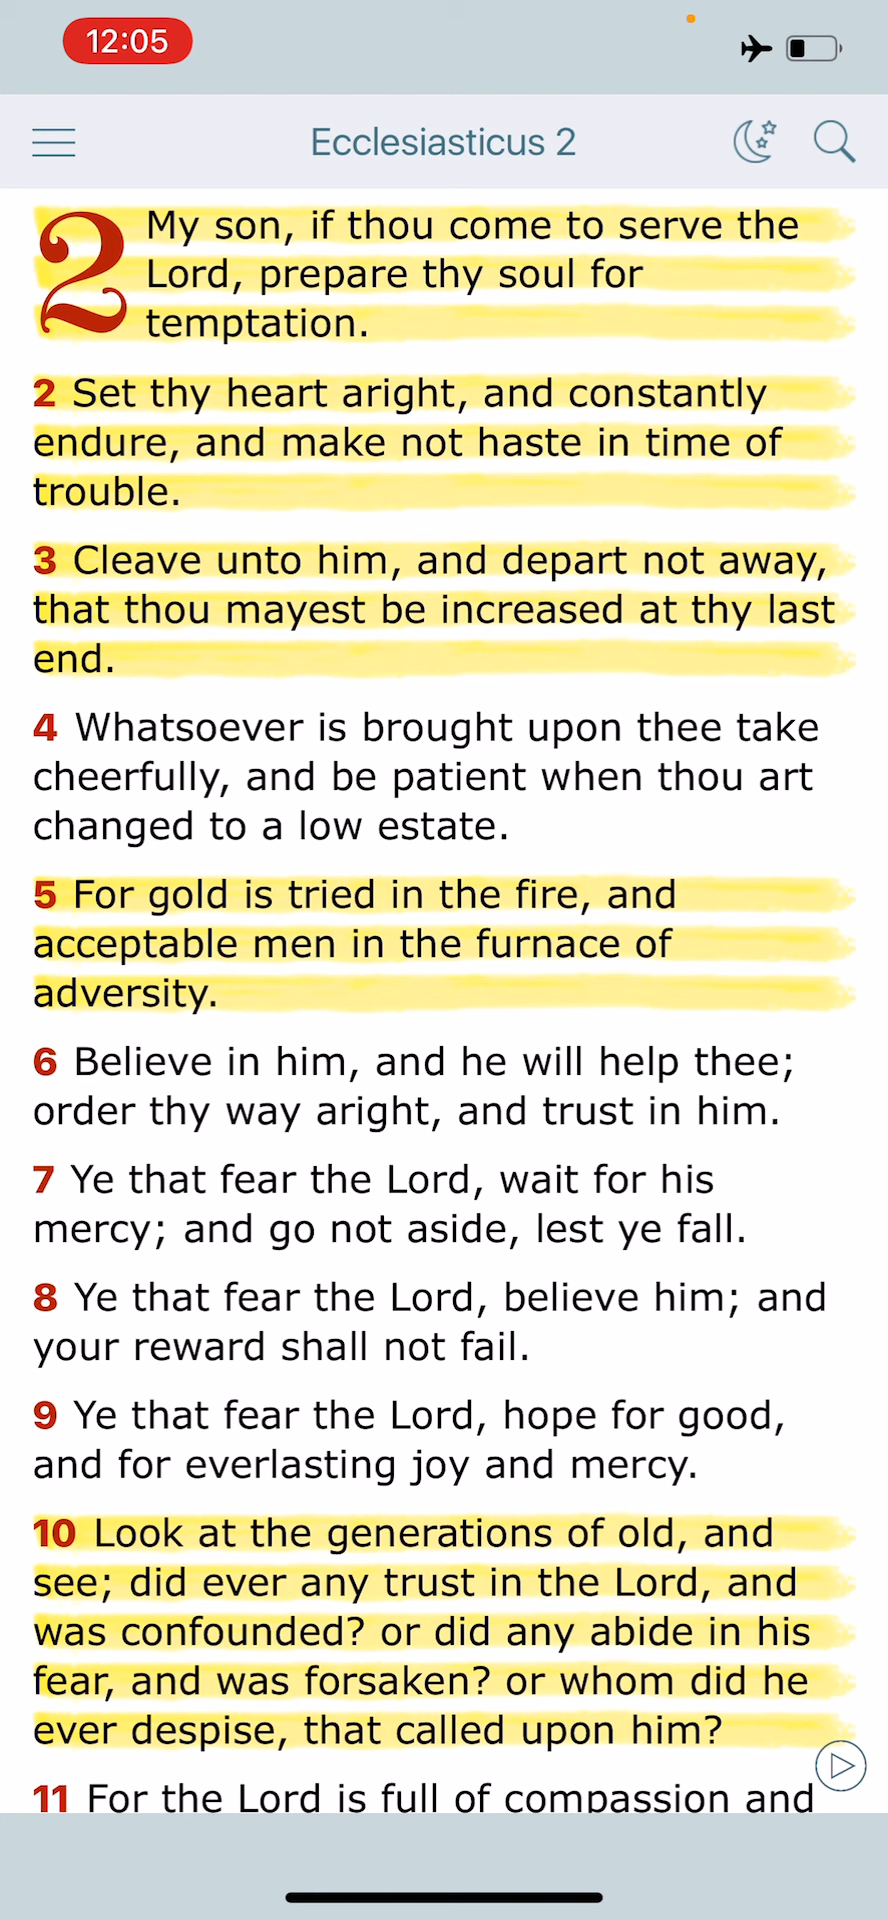 12:05
Ecclesiasticus 2
2 My son, if thou come to serve the
Lord, prepare thy soul for
temptation.
2 Set thy heart aright, and constantly
endure, and make not haste in time of
trouble.
3 Cleave unto him, and depart not away,
that thou mayest be increased at thy last
end.
4 Whatsoever is brought upon thee take
cheerfully, and be patient when thou art
changed to a low estate.
5 For gold is tried in the fire, and
acceptable men in the furnace of
adversity.
6 Believe in him, and he will help thee;
order thy way aright, and trust in him.
7 Ye that fear the Lord, wait for his
mercy; and go not aside, lest ye fall.
8 Ye that fear the Lord, believe him; and
your reward shall not fail.
9 Ye that fear the Lord, hope for good,
and for everlasting joy and mercy.
10 Look at the generations of old, and
see; did ever any trust in the Lord, and
was confounded? or did any abide in his
fear, and was forsaken? or whom did he
ever despise, that called upon him?
11 For the Lord is full of compassion and